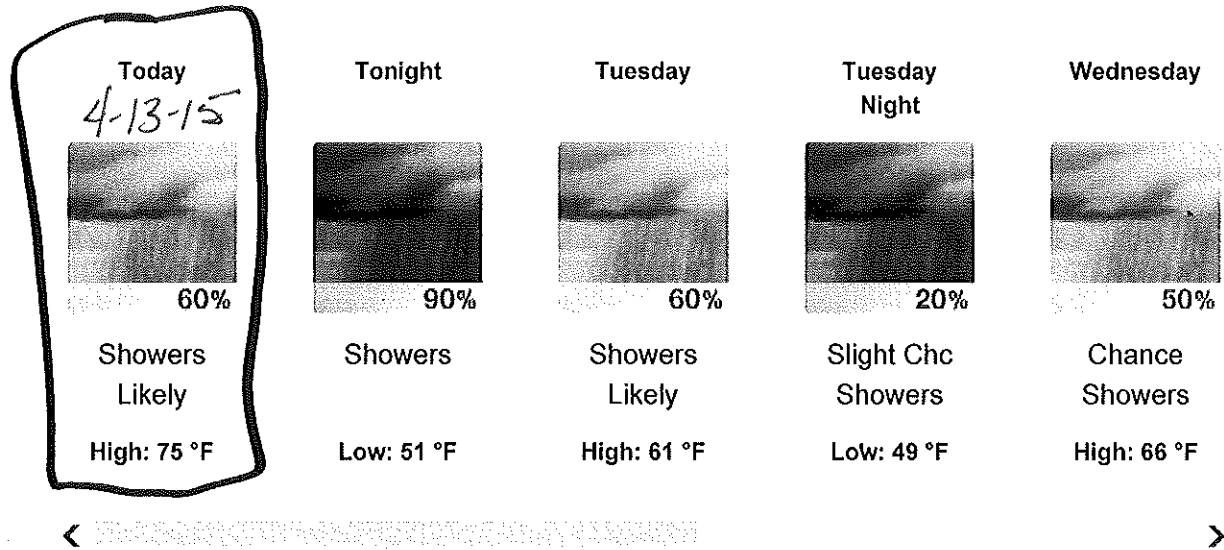 Today
4-13-15
60%
Showers
Likely
High: 75 °F
Tonight
90%
Showers
Low: 51 °F
Tuesday
60%
Showers
Likely
High: 61 °F
Tuesday
Night
20%
Slight Chc
Showers
Low: 49 °F
Wednesday
50%
Chance
Showers
High: 66 °F